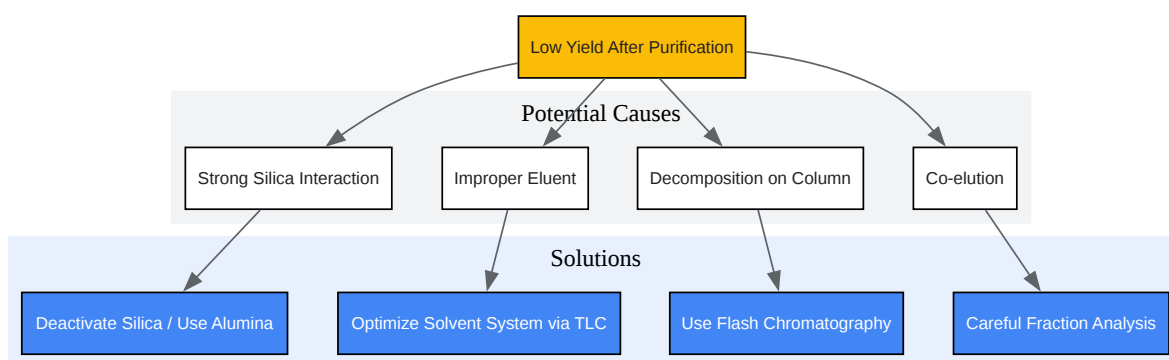 Low Yield After Purification
Potential Causes
Strong Silica Interaction
Improper Eluent
Decomposition on Column
Co-elution
Solutions
Deactivate Silica / Use Alumina
Optimize Solvent System via TLC
Use Flash Chromatography
Careful Fraction Analysis